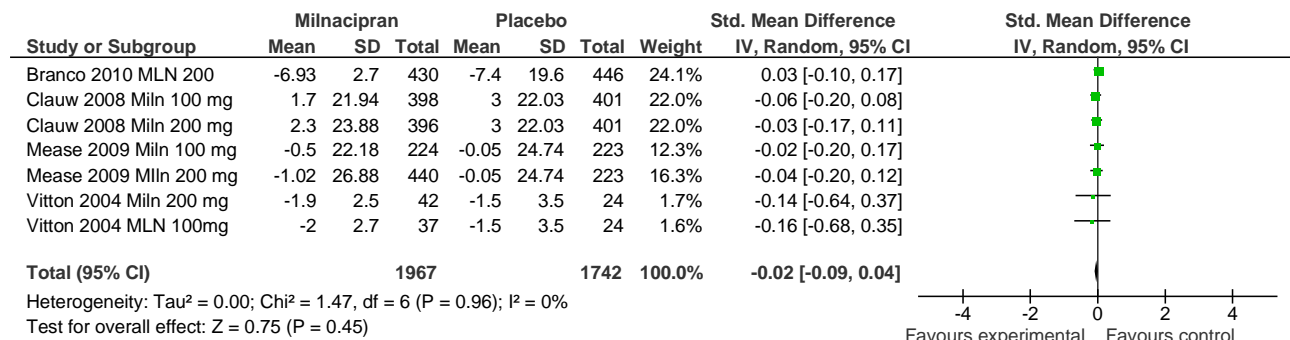 Milnacipran Placebo Std. Mean Difference Std. Mean Difference
Study or Subgroup Mean SD Total Mean SD Total Weight IV, Random, 95% CI IV, Random, 95% CI
Branco 2010 MLN 200 -6.93 2.7 430 -7.4 19.6 446 24.1% 0.03 [-0.10, 0.17]
Clauw 2008 Miln 100 mg 1.7 21.94 398 3 22.03 401 22.0% -0.06 [-0.20, 0.08]
Clauw 2008 Miln 200 mg 2.3 23.88 396 3 22.03 401 22.0% -0.03 [-0.17, 0.11]
Mease 2009 Miln 100 mg -0.5 22.18 224 -0.05 24.74 223 12.3% -0.02 [-0.20, 0.17]
Mease 2009 MIln 200 mg -1.02 26.88 440 -0.05 24.74 223 16.3% -0.04 [-0.20, 0.12]
Vitton 2004 Miln 200 mg -1.9 2.5 42 -1.5 3.5 24 1.7% -0.14 [-0.64, 0.37]
Vitton 2004 MLN 100mg -2 2.7 37 -1.5 3.5 24 1.6% -0.16 [-0.68, 0.35]
Total (95% CI) 1967 1742 100.0% -0.02 [-0.09, 0.04]
Heterogeneity: Tau² = 0.00; Chi² = 1.47, df = 6 (P = 0.96); I² = 0%
Test for overall effect: Z = 0.75 (P = 0.45)
-4 -2 0 2 4
Favours experimental Favours control